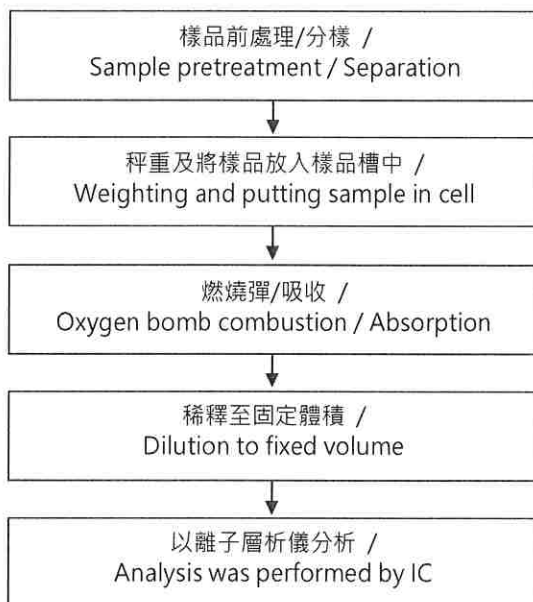 樣品前處理/分樣 /
Sample pretreatment / Separation
秤重及將樣品放入樣品槽中 /
Weighting and putting sample in cell
燃燒彈/吸收 /
Oxygen bomb combustion / Absorption
稀釋至固定體積 /
Dilution to fixed volume
以離子層析儀分析 /
Analysis was performed by IC